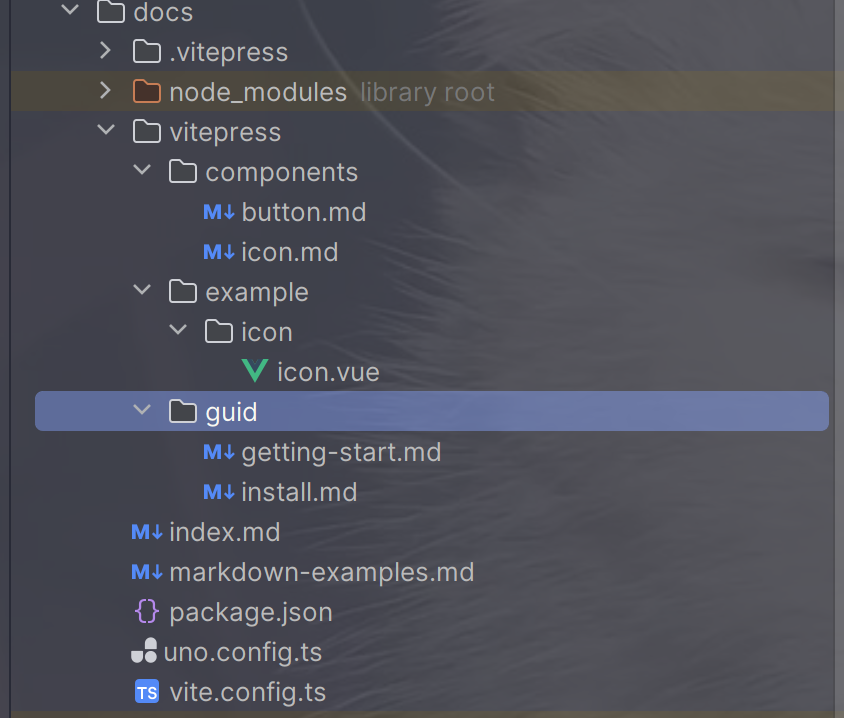 docs
.vitepress
node_modules library root
vitepress
components
M↓ button.md
M↓ icon.md
example
icon
icon.vue
guid
M↓ getting-start.md
M↓ install.md
M↓ index.md
M↓ markdown-examples.md
{} package.json
uno.config.ts
TS vite.config.ts